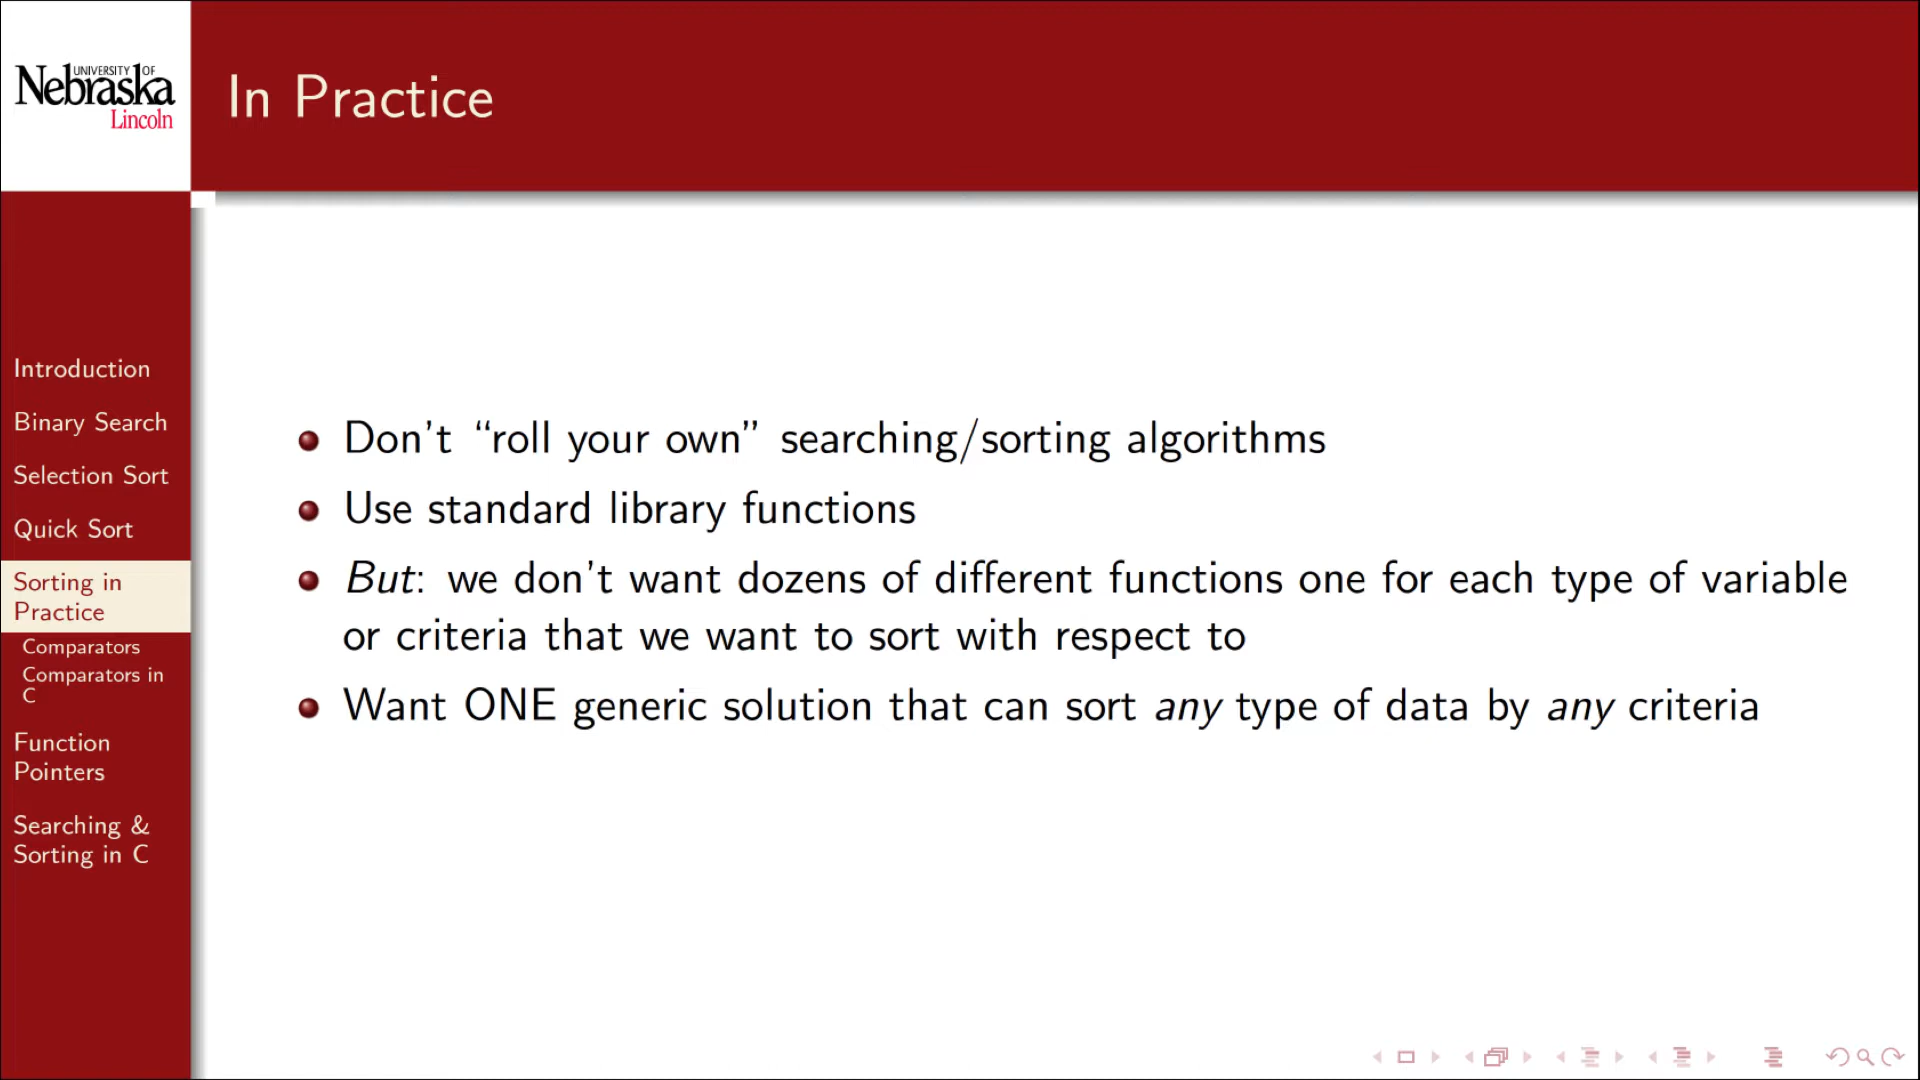 UNIVERSITY OF
Nebraska
Lincoln
In Practice
Introduction
Binary Search
Selection Sort
Quick Sort
Sorting in
Practice
Comparators
Comparators in
C
Function
Pointers
Searching &
Sorting in C
Don't “roll your own” searching/sorting algorithms
Use standard library functions
But: we don't want dozens of different functions one for each type of variable
or criteria that we want to sort with respect to
Want ONE generic solution that can sort any type of data by any criteria